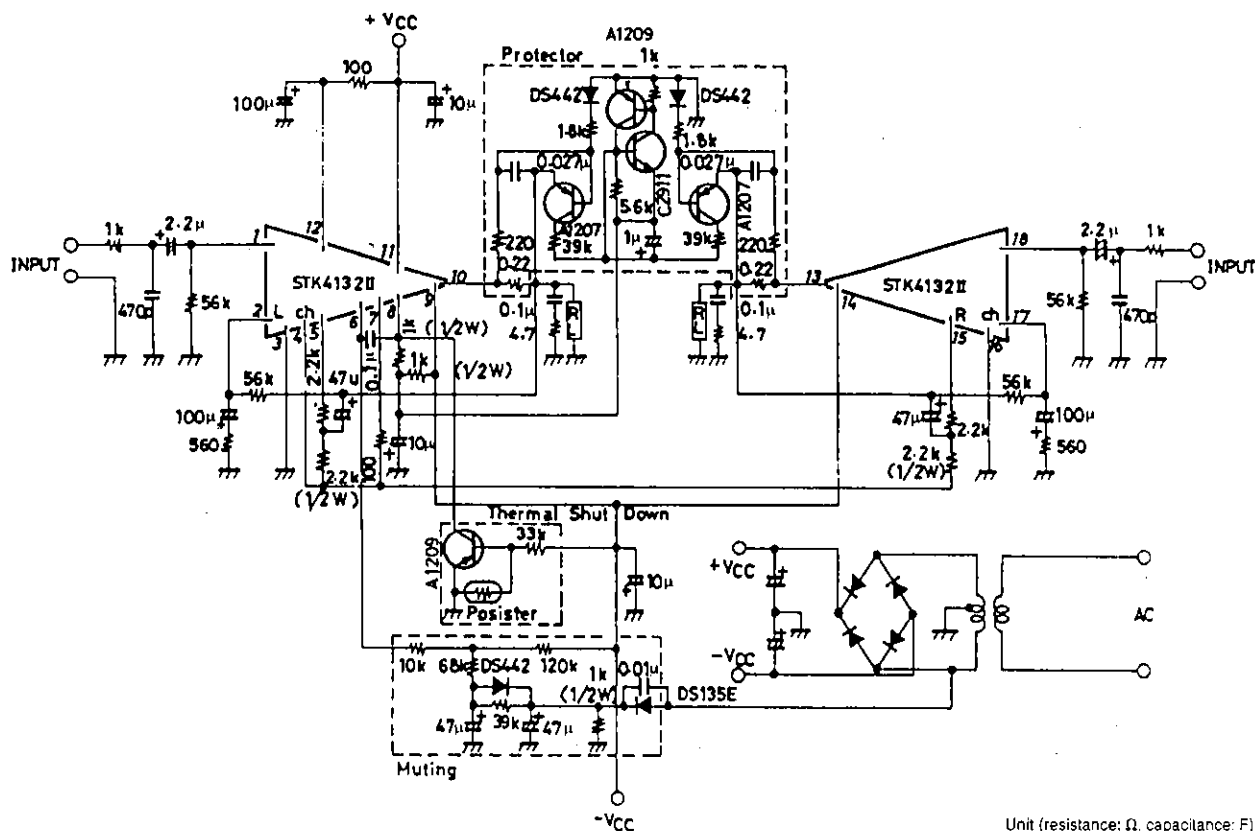 + VCC
A1209
Protector
1k
100
100µ
+
10µ
+
DS442
DS442
1.8k
1.8k
0.027µ
0.027µ
C2911
A1207
A1207
5.6k
39k
1µ
+
39k
220
220
0.22
0.22
INPUT
1k
+
2.2µ
470p
56k
1
12
11
10
STK4132II
2
L
ch
3
4
5
6
7
8
9
0.1µ
4.7
RL
RL
0.1µ
4.7
13
14
STK4132II
R
ch
15
16
17
18
2.2µ
+
1k
INPUT
56k
470p
1k
(1/2W)
1k
(1/2W)
2.2k
47u
+
0.1µ
56k
100µ
+
560
2.2k
(1/2W)
100
+
10µ
47µ
+
56k
2.2k
2.2k
(1/2W)
100µ
+
560
Thermal Shut Down
A1209
33k
Posister
10µ
+
+VCC
+
+
-VCC
AC
10k
68k
DS442
120k
1k
(1/2W)
0.01µ
DS135E
39k
47µ
+
+
47µ
Muting
-VCC
Unit (resistance: Ω, capacitance: F)